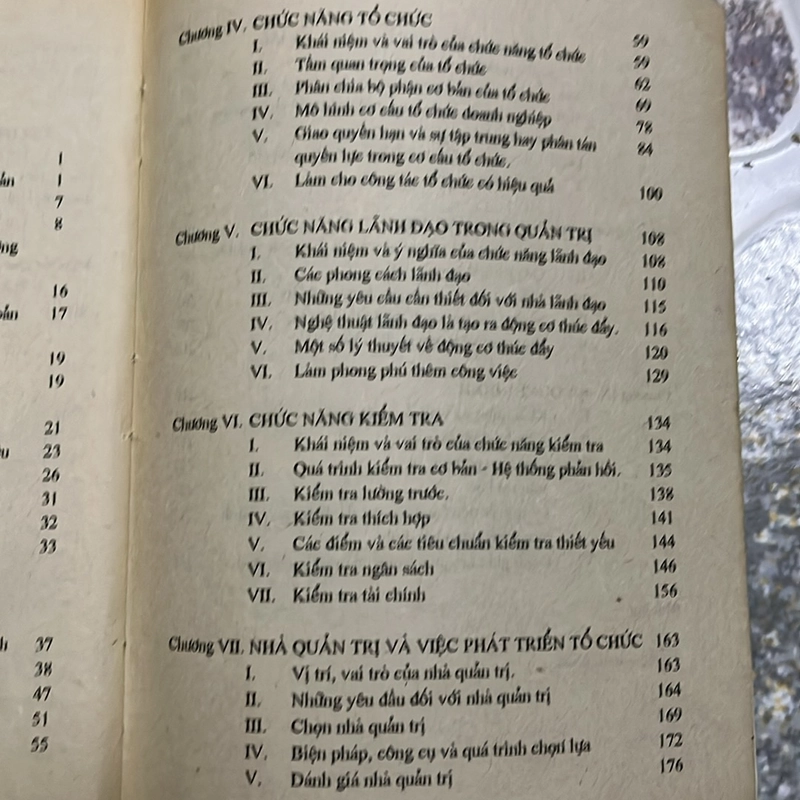 Chương IV. CHỨC NĂNG TỔ CHỨC 59
I. Khái niệm và vai trò của chức năng tổ chức 59
II. Tầm quan trọng của tổ chức 62
III. Phân chia bộ phận cơ bản của tổ chức 69
IV. Mô hình cơ cấu tổ chức doanh nghiệp 78
V. Giao quyền hạn và sự tập trung hay phân tán 84
quyền lực trong cơ cấu tổ chức.
VI. Làm cho công tác tổ chức có hiệu quả 100
Chương V. CHỨC NĂNG LÃNH ĐẠO TRONG QUẢN TRỊ 108
I. Khái niệm và ý nghĩa của chức năng lãnh đạo 108
II. Các phong cách lãnh đạo 110
III. Những yêu cầu cần thiết đối với nhà lãnh đạo 115
IV. Nghệ thuật lãnh đạo là tạo ra động cơ thúc đẩy. 116
V. Một số lý thuyết về động cơ thúc đẩy 120
VI. Làm phong phú thêm công việc 129
Chương VI. CHỨC NĂNG KIỂM TRA 134
I. Khái niệm và vai trò của chức năng kiểm tra 134
II. Quá trình kiểm tra cơ bản - Hệ thống phản hồi. 135
III. Kiểm tra lường trước. 138
IV. Kiểm tra thích hợp 141
V. Các điểm và các tiêu chuẩn kiểm tra thiết yếu 144
VI. Kiểm tra ngân sách 146
VII. Kiểm tra tài chính 156
Chương VII. NHÀ QUẢN TRỊ VÀ VIỆC PHÁT TRIỂN TỔ CHỨC 163
I. Vị trí, vai trò của nhà quản trị. 163
II. Những yêu đầu đối với nhà quản trị 164
III. Chọn nhà quản trị 169
IV. Biện pháp, công cụ và quá trình chọn lựa 172
V. Đánh giá nhà quản trị 176
1
1
7
8
16
17
19
19
21
23
26
31
32
33
37
38
47
51
55